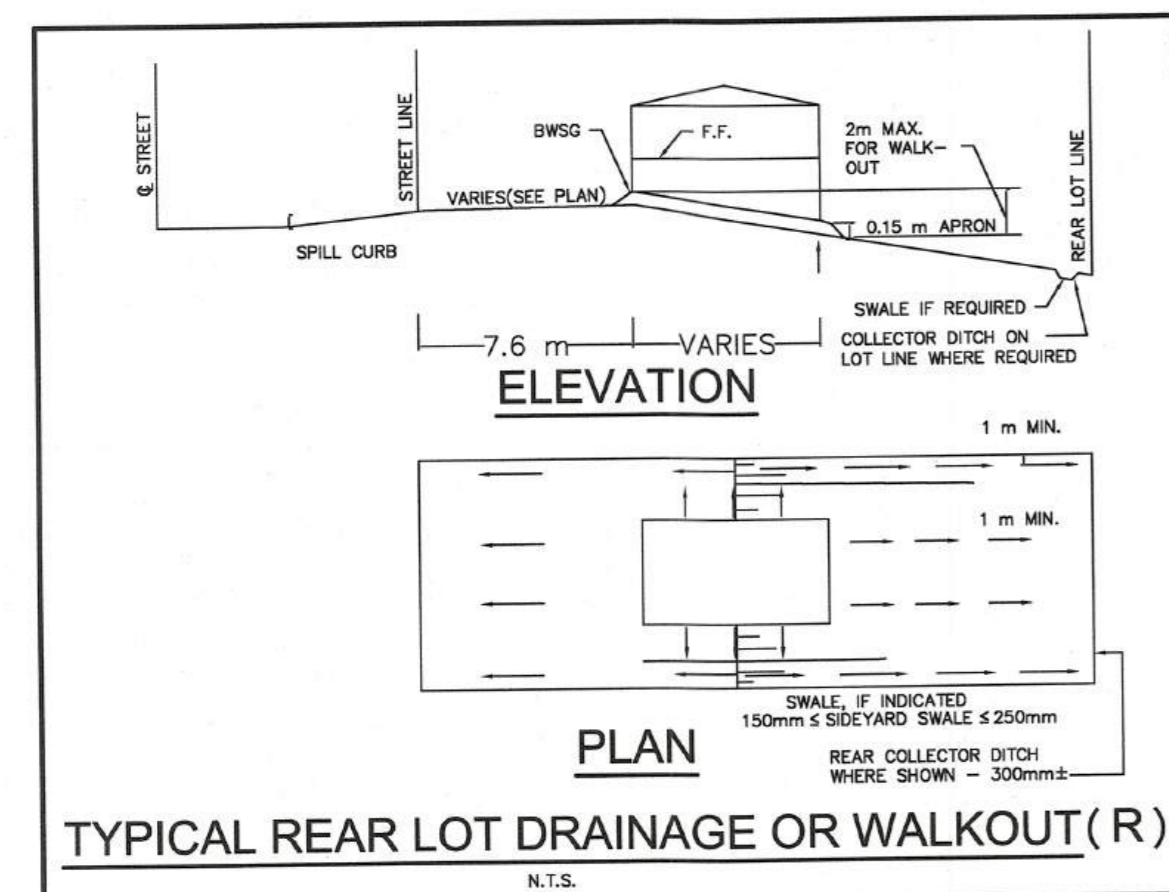 ℄ STREET
STREET LINE
BWSG
F.F.
2m MAX.
FOR WALK-
OUT
REAR LOT LINE
VARIES(SEE PLAN)
0.15 m APRON
SPILL CURB
SWALE IF REQUIRED
COLLECTOR DITCH ON
LOT LINE WHERE REQUIRED
7.6 m
VARIES
ELEVATION
1 m MIN.
1 m MIN.
SWALE, IF INDICATED
150mm ≤ SIDEYARD SWALE ≤ 250mm
PLAN
REAR COLLECTOR DITCH
WHERE SHOWN - 300mm±
TYPICAL REAR LOT DRAINAGE OR WALKOUT(R)
N.T.S.